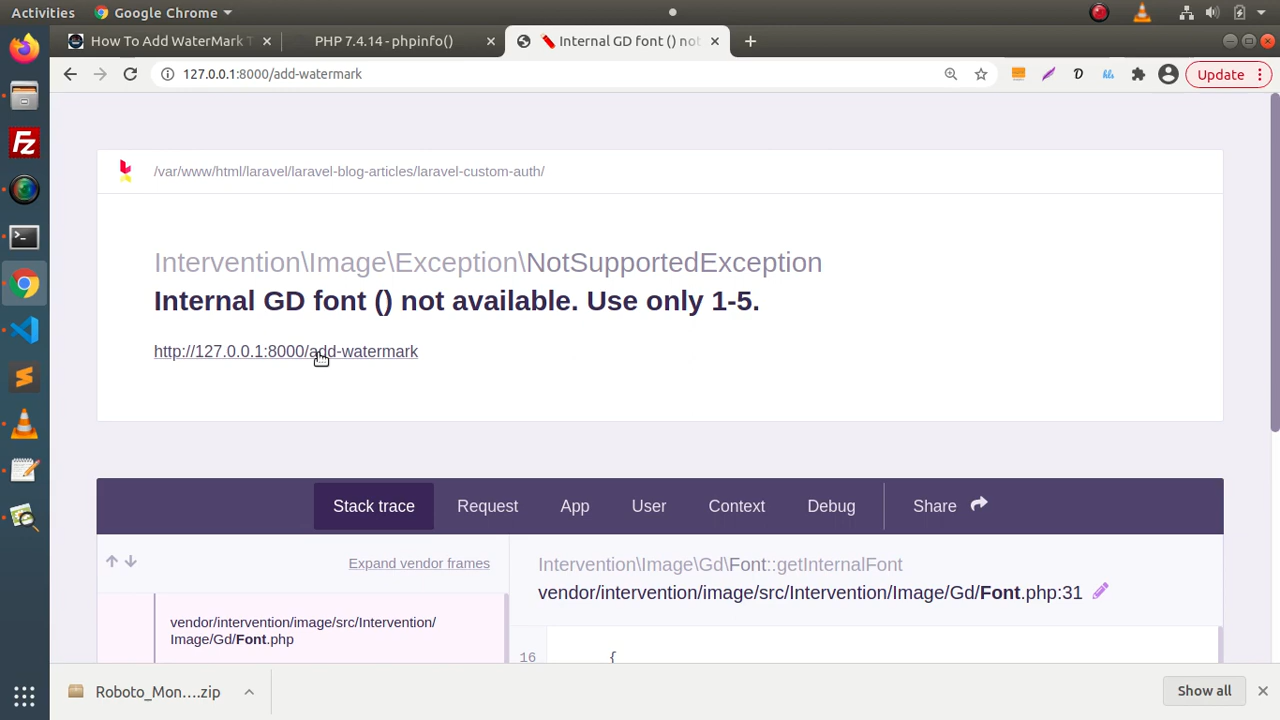 Activities
Google Chrome
How To Add WaterMark T
PHP 7.4.14 - phpinfo()
Internal GD font () not
127.0.0.1:8000/add-watermark
Update
/var/www/html/laravel/laravel-blog-articles/laravel-custom-auth/
Intervention\Image\Exception\NotSupportedException
Internal GD font () not available. Use only 1-5.
http://127.0.0.1:8000/add-watermark
Stack trace
Request
App
User
Context
Debug
Share
Expand vendor frames
vendor/intervention/image/src/Intervention/
Image/Gd/Font.php
Intervention\Image\Gd\Font::getInternalFont
vendor/intervention/image/src/Intervention/Image/Gd/Font.php:31
16 {
Roboto_Mon....zip
Show all